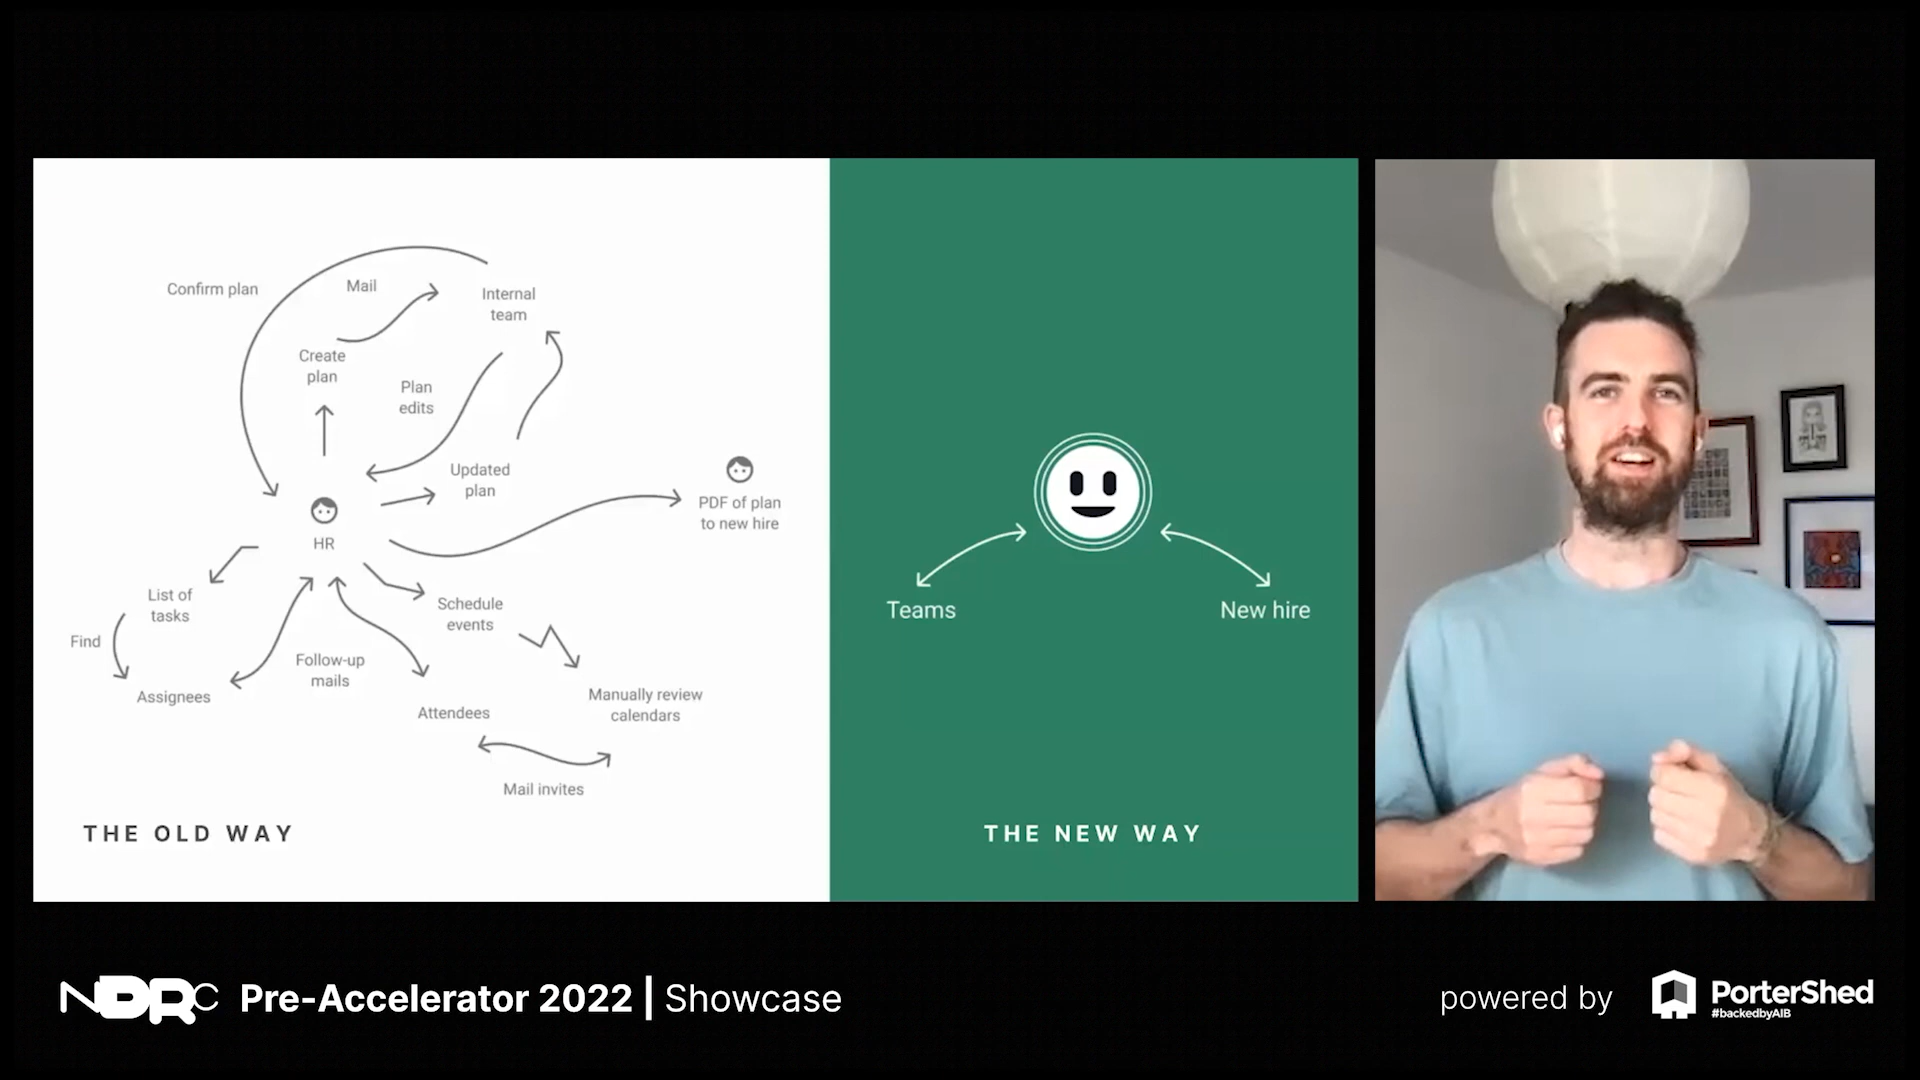 Confirm plan
Mail
Internal
team
Create
plan
Plan
edits
Updated
plan
PDF of plan
to new hire
HR
List of
tasks
Schedule
events
Find
Follow-up
mails
Assignees
Attendees
Manually review
calendars
Mail invites
THE OLD WAY
Teams
New hire
THE NEW WAY
NDRC Pre-Accelerator 2022 | Showcase
powered by PorterShed
#backedbyAIB